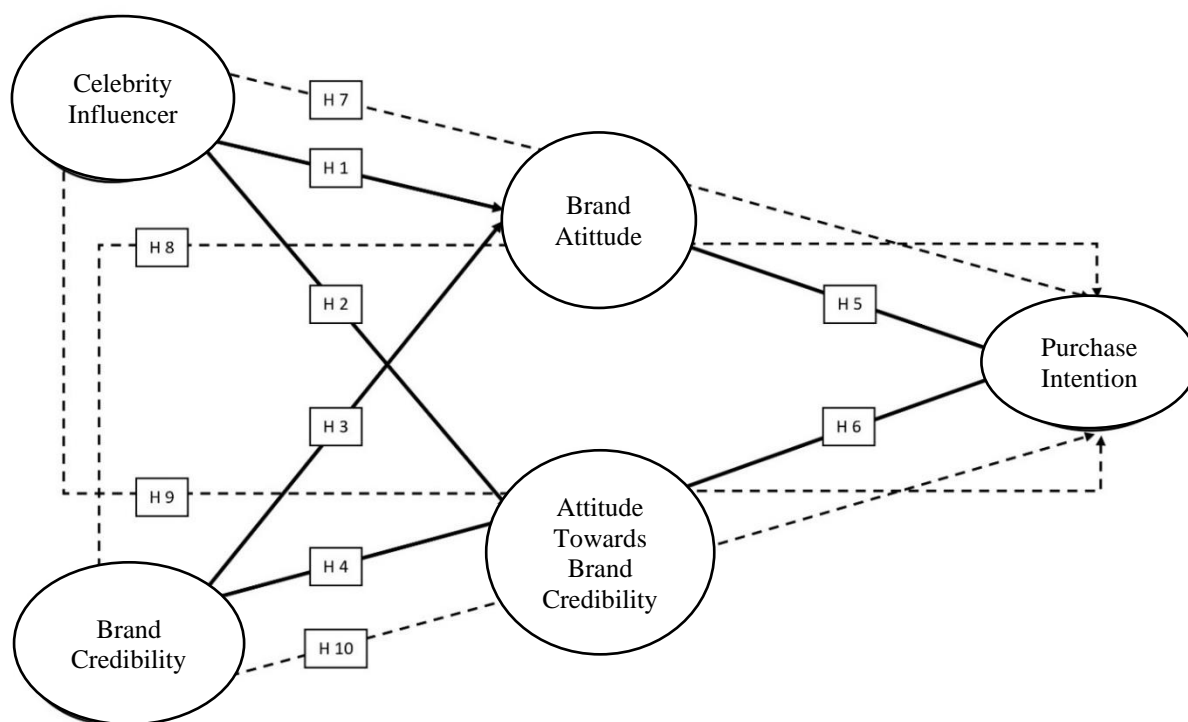 Celebrity
Influencer
H 7
H 1
Brand
Atittude
H 8
H 2
H 5
Purchase
Intention
H 3
H 6
H 9
Attitude
Towards
Brand
Credibility
H 4
Brand
Credibility
H 10